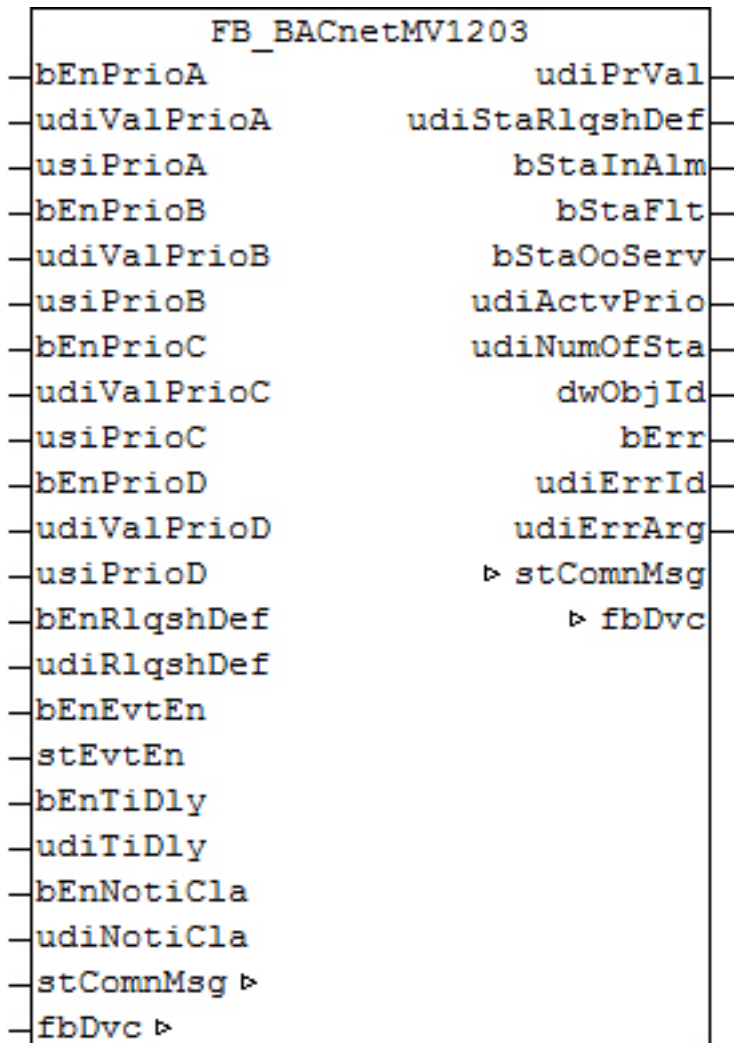 FB_BACnetMV1203
bEnPrioA udiPrVal
udiValPrioA udiStaRlqshDef
usiPrioA bStaInAlm
bEnPrioB bStaFlt
udiValPrioB bStaOoServ
usiPrioB udiActvPrio
bEnPrioC udiNumOfSta
udiValPrioC dwObjId
usiPrioC bErr
bEnPrioD udiErrId
udiValPrioD udiErrArg
usiPrioD stComnMsg
bEnRlqshDef fbDvc
udiRlqshDef
bEnEvtEn
stEvtEn
bEnTiDly
udiTiDly
bEnNotiCla
udiNotiCla
stComnMsg
fbDvc